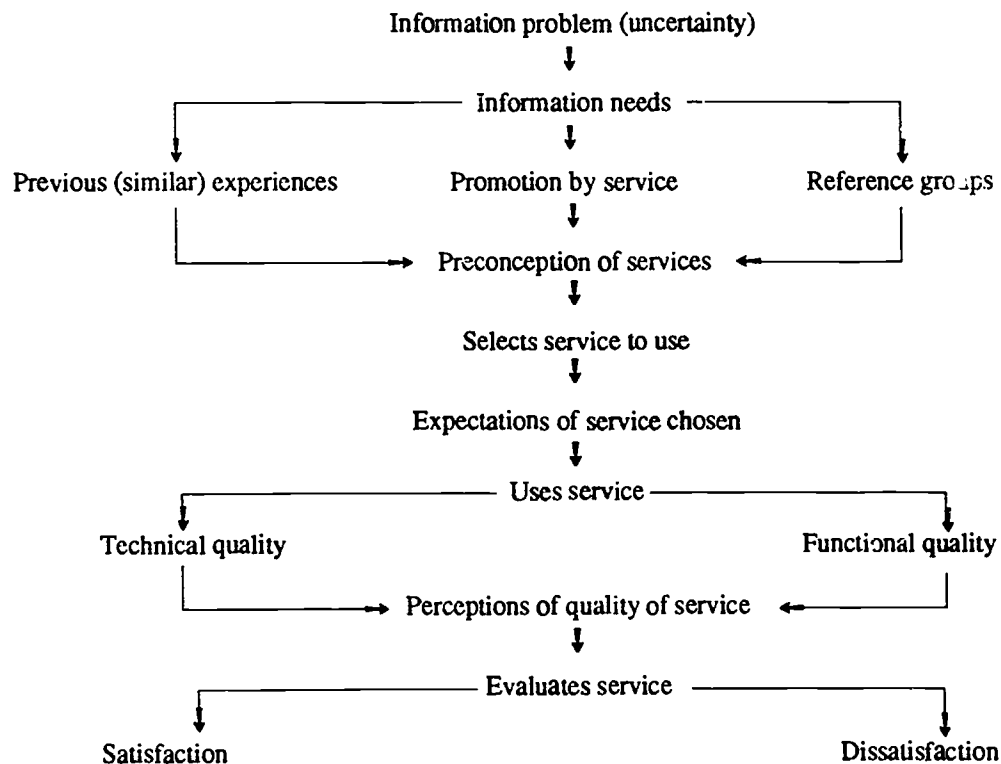 Information problem (uncertainty)
Information needs
Previous (similar) experiences
Promotion by service
Reference groups
Preconception of services
Selects service to use
Expectations of service chosen
Uses service
Technical quality
Functional quality
Perceptions of quality of service
Evaluates service
Satisfaction
Dissatisfaction